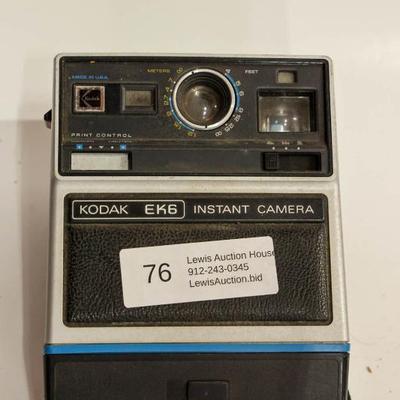 MADE IN U.S.A.
METERS
FEET
Kodak
PRINT CONTROL
KODAK EK6 INSTANT CAMERA
76
Lewis Auction House
912-243-0345
LewisAuction.bid